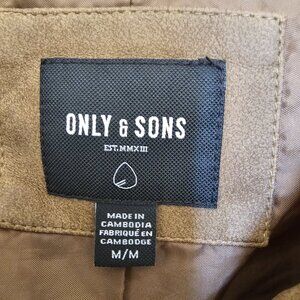 ONLY & SONS
EST. MMXIII
MADE IN
CAMBODIA
FABRIQUÉ EN
CAMBODGE
M/M